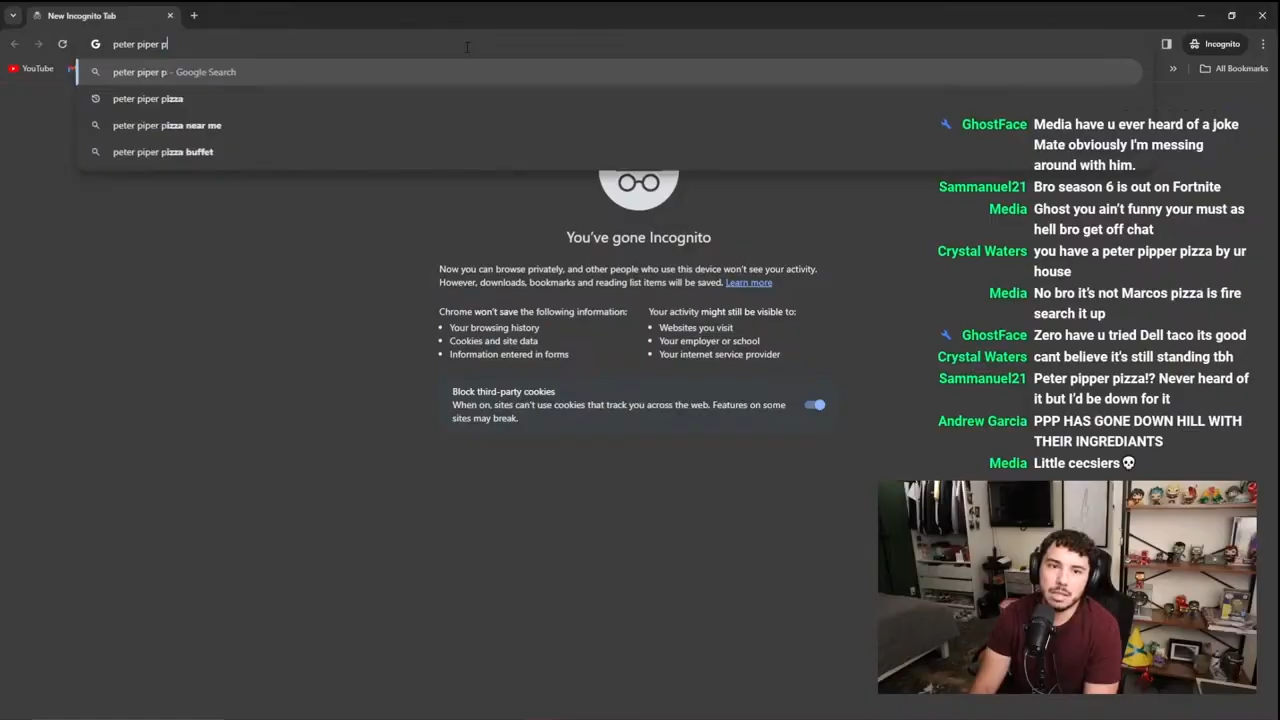 New Incognito Tab
peter piper p
Incognito
peter piper p - Google Search
YouTube
All Bookmarks
peter piper pizza
peter piper pizza near me
peter piper pizza buffet
You've gone Incognito
Now you can browse privately, and other people who use this device won't see your activity.
However, downloads, bookmarks and reading list items will be saved. Learn more
Chrome won't save the following information:
Your browsing history
Cookies and site data
Information entered in forms
Your activity might still be visible to:
Websites you visit
Your employer or school
Your internet service provider
Block third-party cookies
When on, sites can't use cookies that track you across the web. Features on some
sites may break.
GhostFace Media have u ever heard of a joke
Mate obviously I'm messing
around with him.
Sammanuel21 Bro season 6 is out on Fortnite
Media Ghost you ain't funny your must as
hell bro get off chat
Crystal Waters you have a peter pipper pizza by ur
house
Media No bro it's not Marcos pizza is fire
search it up
GhostFace Zero have u tried Dell taco its good
Crystal Waters cant believe it's still standing tbh
Sammanuel21 Peter pipper pizza!? Never heard of
it but I'd be down for it
Andrew Garcia PPP HAS GONE DOWN HILL WITH
THEIR INGREDIANTS
Media Little cecsiers💀